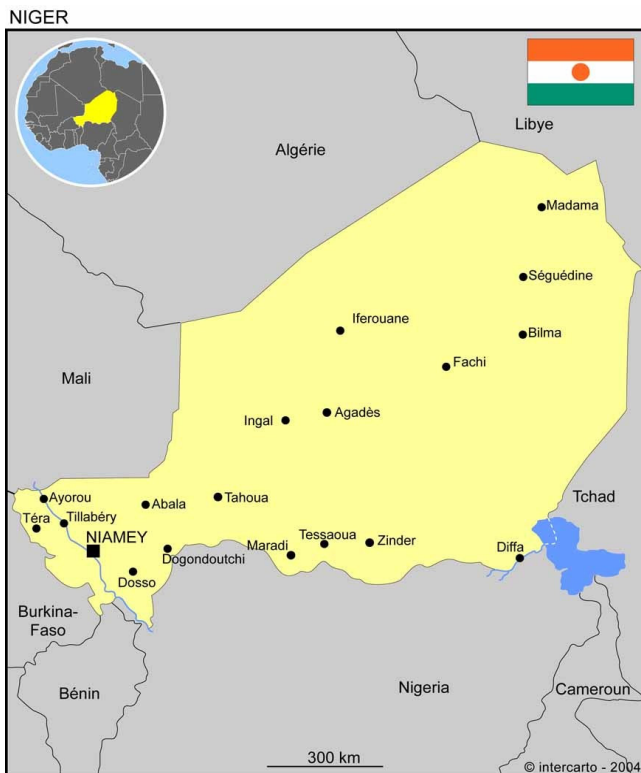 NIGER
Libye
Algérie
Madama
Séguédine
Iferouane
Bilma
Fachi
Mali
Agadès
Ingal
Tchad
Ayorou
Tahoua
Abala
Tillabéry
Téra
NIAMEY
Tessaoua
Zinder
Maradi
Diffa
Dogondoutchi
Dosso
Burkina-
Faso
Bénin
Nigeria
Cameroun
300 km
© intercarto - 2004